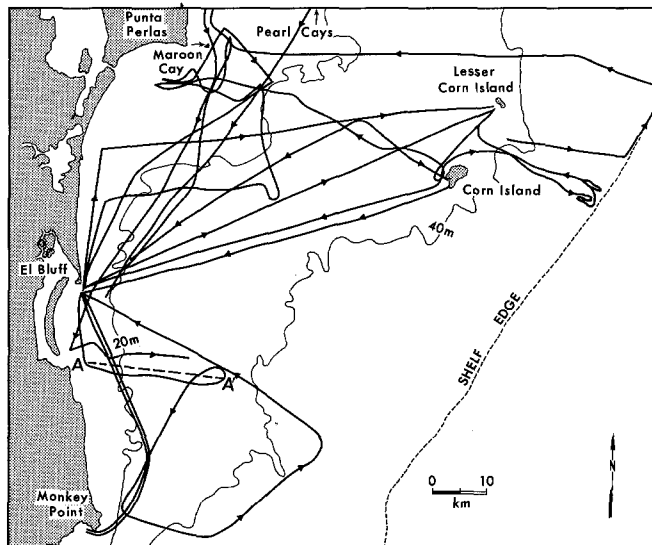 Punta
Perlas
Pearl Cays
Maroon
Cay
Lesser
Corn Island
Corn Island
40m
El Bluff
20m
SHELF EDGE
A
A'
N
Monkey
Point
0 10
km